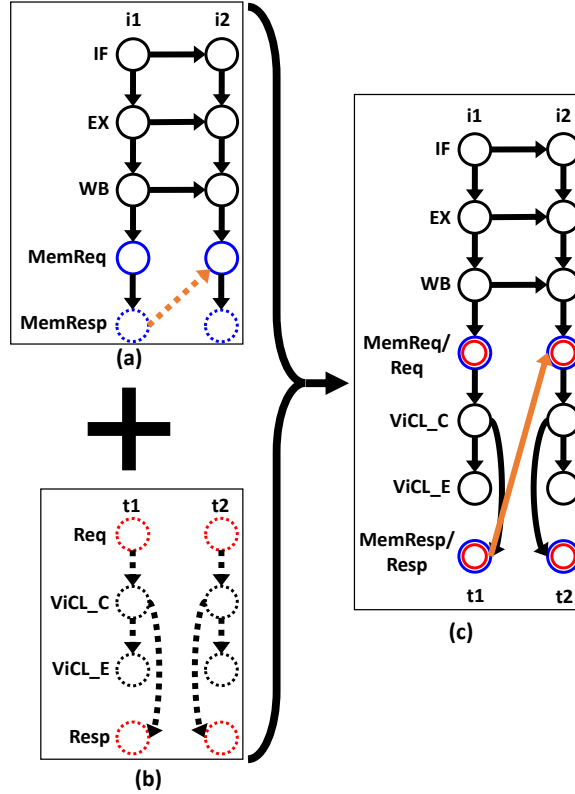 i1 i2
IF
EX
WB
MemReq
MemResp
(a)
t1 t2
Req
ViCL_C
ViCL_E
Resp
(b)
i1 i2
IF
EX
WB
MemReq/
Req
ViCL_C
ViCL_E
MemResp/
Resp
t1 t2
(c)